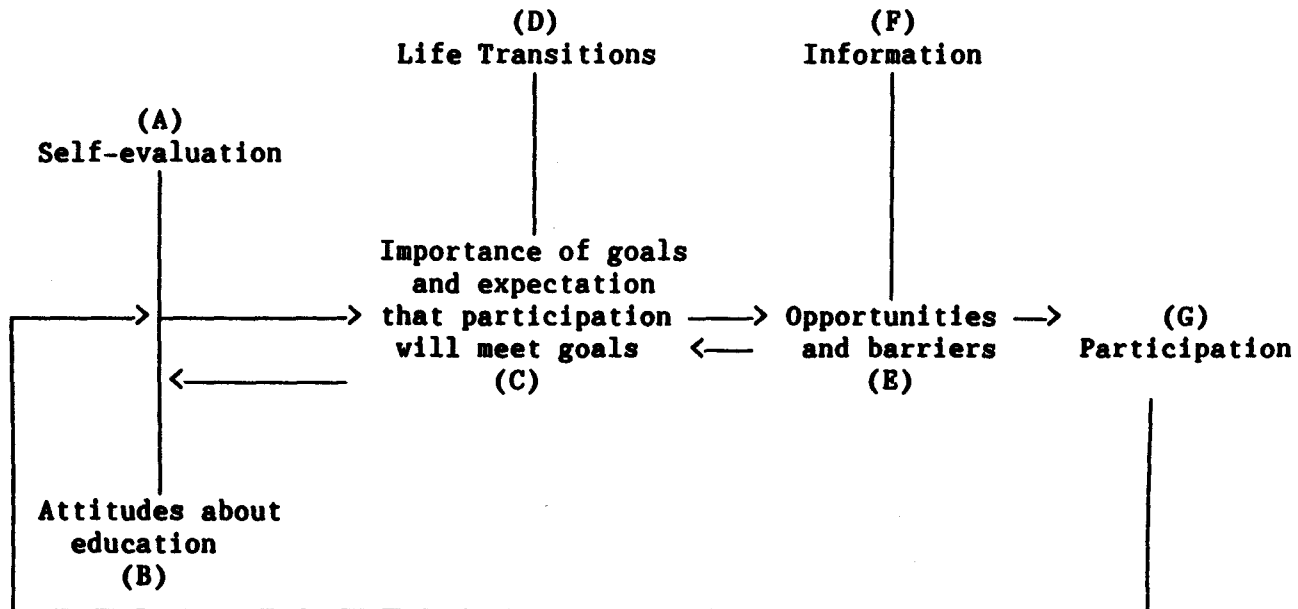 (D)
Life Transitions
(F)
Information
(A)
Self-evaluation
Importance of goals
and expectation
that participation
will meet goals
(C)
Opportunities
and barriers
(E)
(G)
Participation
Attitudes about
education
(B)